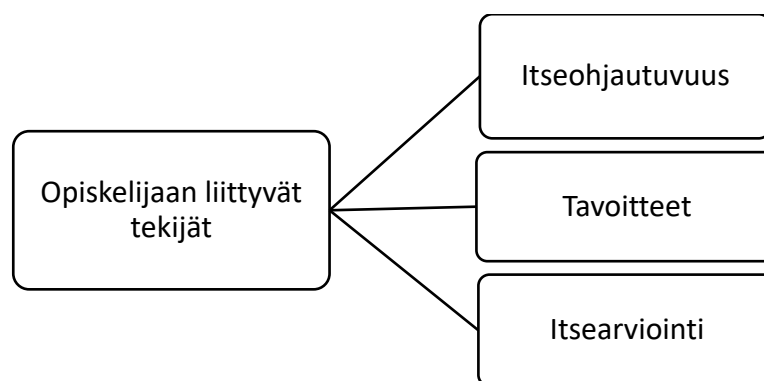 Opiskelijaan liittyvät
tekijät
Itseohjautuvuus
Tavoitteet
Itsearviointi